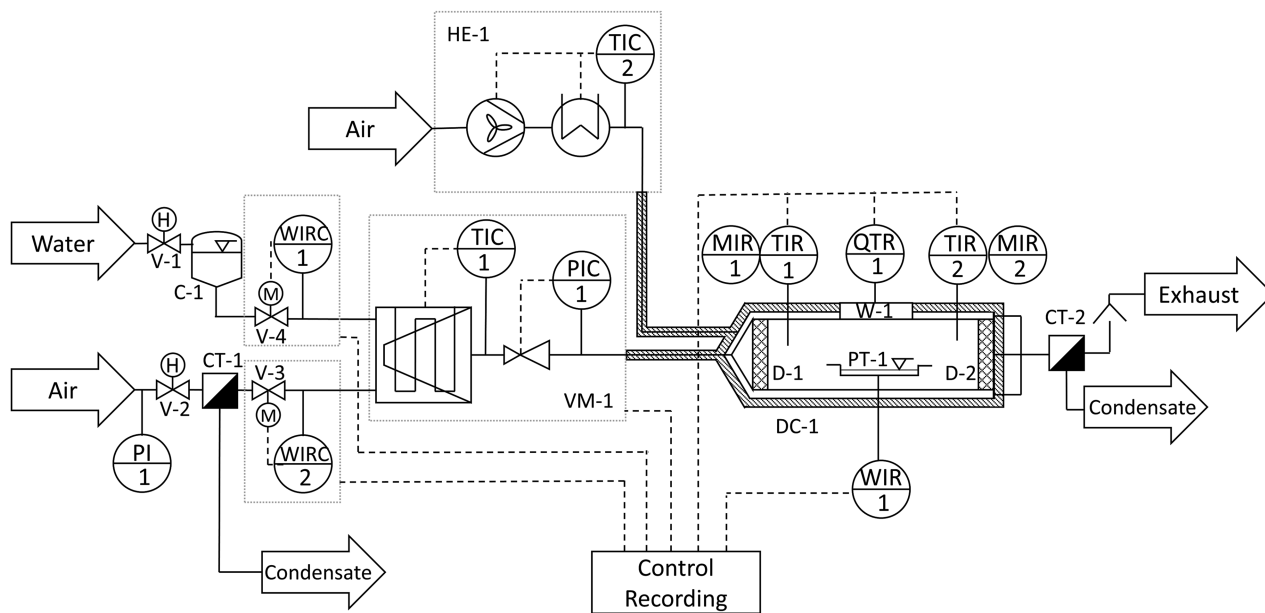 HE-1
TIC
2
Air
Water
H
V-1
C-1
WIRC
1
M
V-4
TIC
1
PIC
1
MIR
1
TIR
1
QTR
1
TIR
2
MIR
2
Exhaust
W-1
CT-2
PT-1
D-1
D-2
DC-1
Condensate
Air
H
V-2
CT-1
V-3
M
PI
1
WIRC
2
VM-1
WIR
1
Condensate
Control
Recording